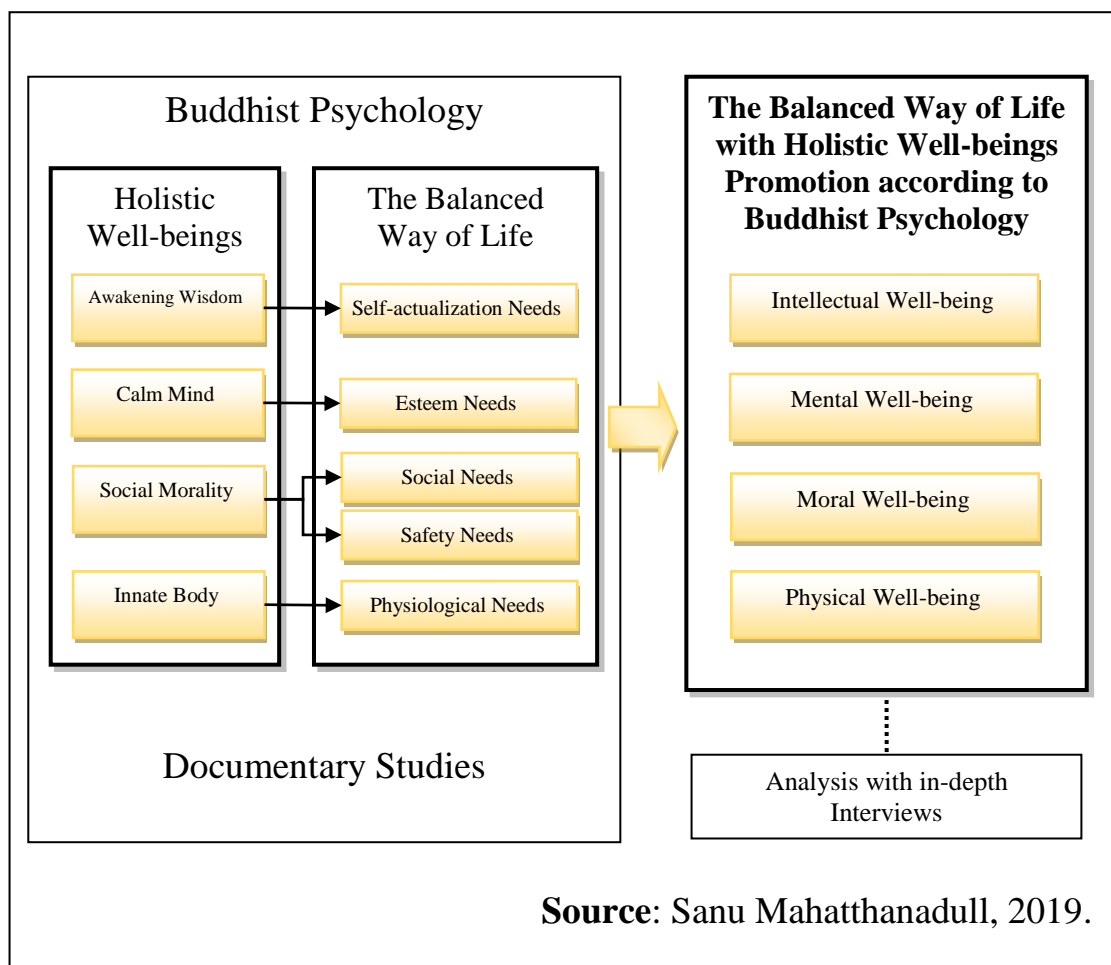 Buddhist Psychology
Holistic
Well-beings
Awakening Wisdom
Calm Mind
Social Morality
Innate Body
The Balanced
Way of Life
Self-actualization Needs
Esteem Needs
Social Needs
Safety Needs
Physiological Needs
Documentary Studies
The Balanced Way of Life
with Holistic Well-beings
Promotion according to
Buddhist Psychology
Intellectual Well-being
Mental Well-being
Moral Well-being
Physical Well-being
Analysis with in-depth
Interviews
Source: Sanu Mahatthanadull, 2019.